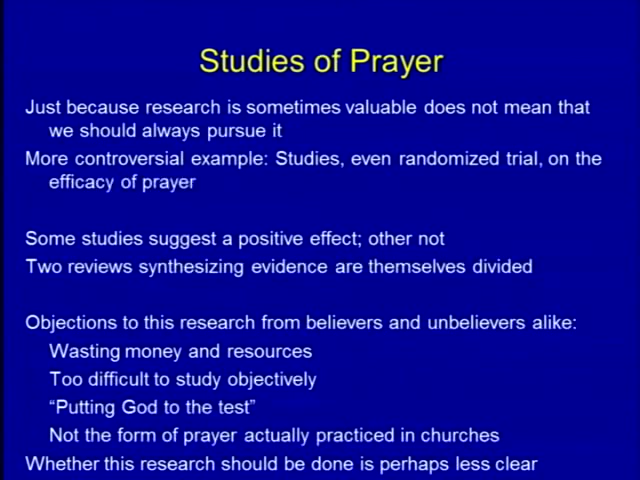 Studies of Prayer
Just because research is sometimes valuable does not mean that
we should always pursue it
More controversial example: Studies, even randomized trial, on the
efficacy of prayer
Some studies suggest a positive effect; other not
Two reviews synthesizing evidence are themselves divided
Objections to this research from believers and unbelievers alike:
Wasting money and resources
Too difficult to study objectively
“Putting God to the test”
Not the form of prayer actually practiced in churches
Whether this research should be done is perhaps less clear